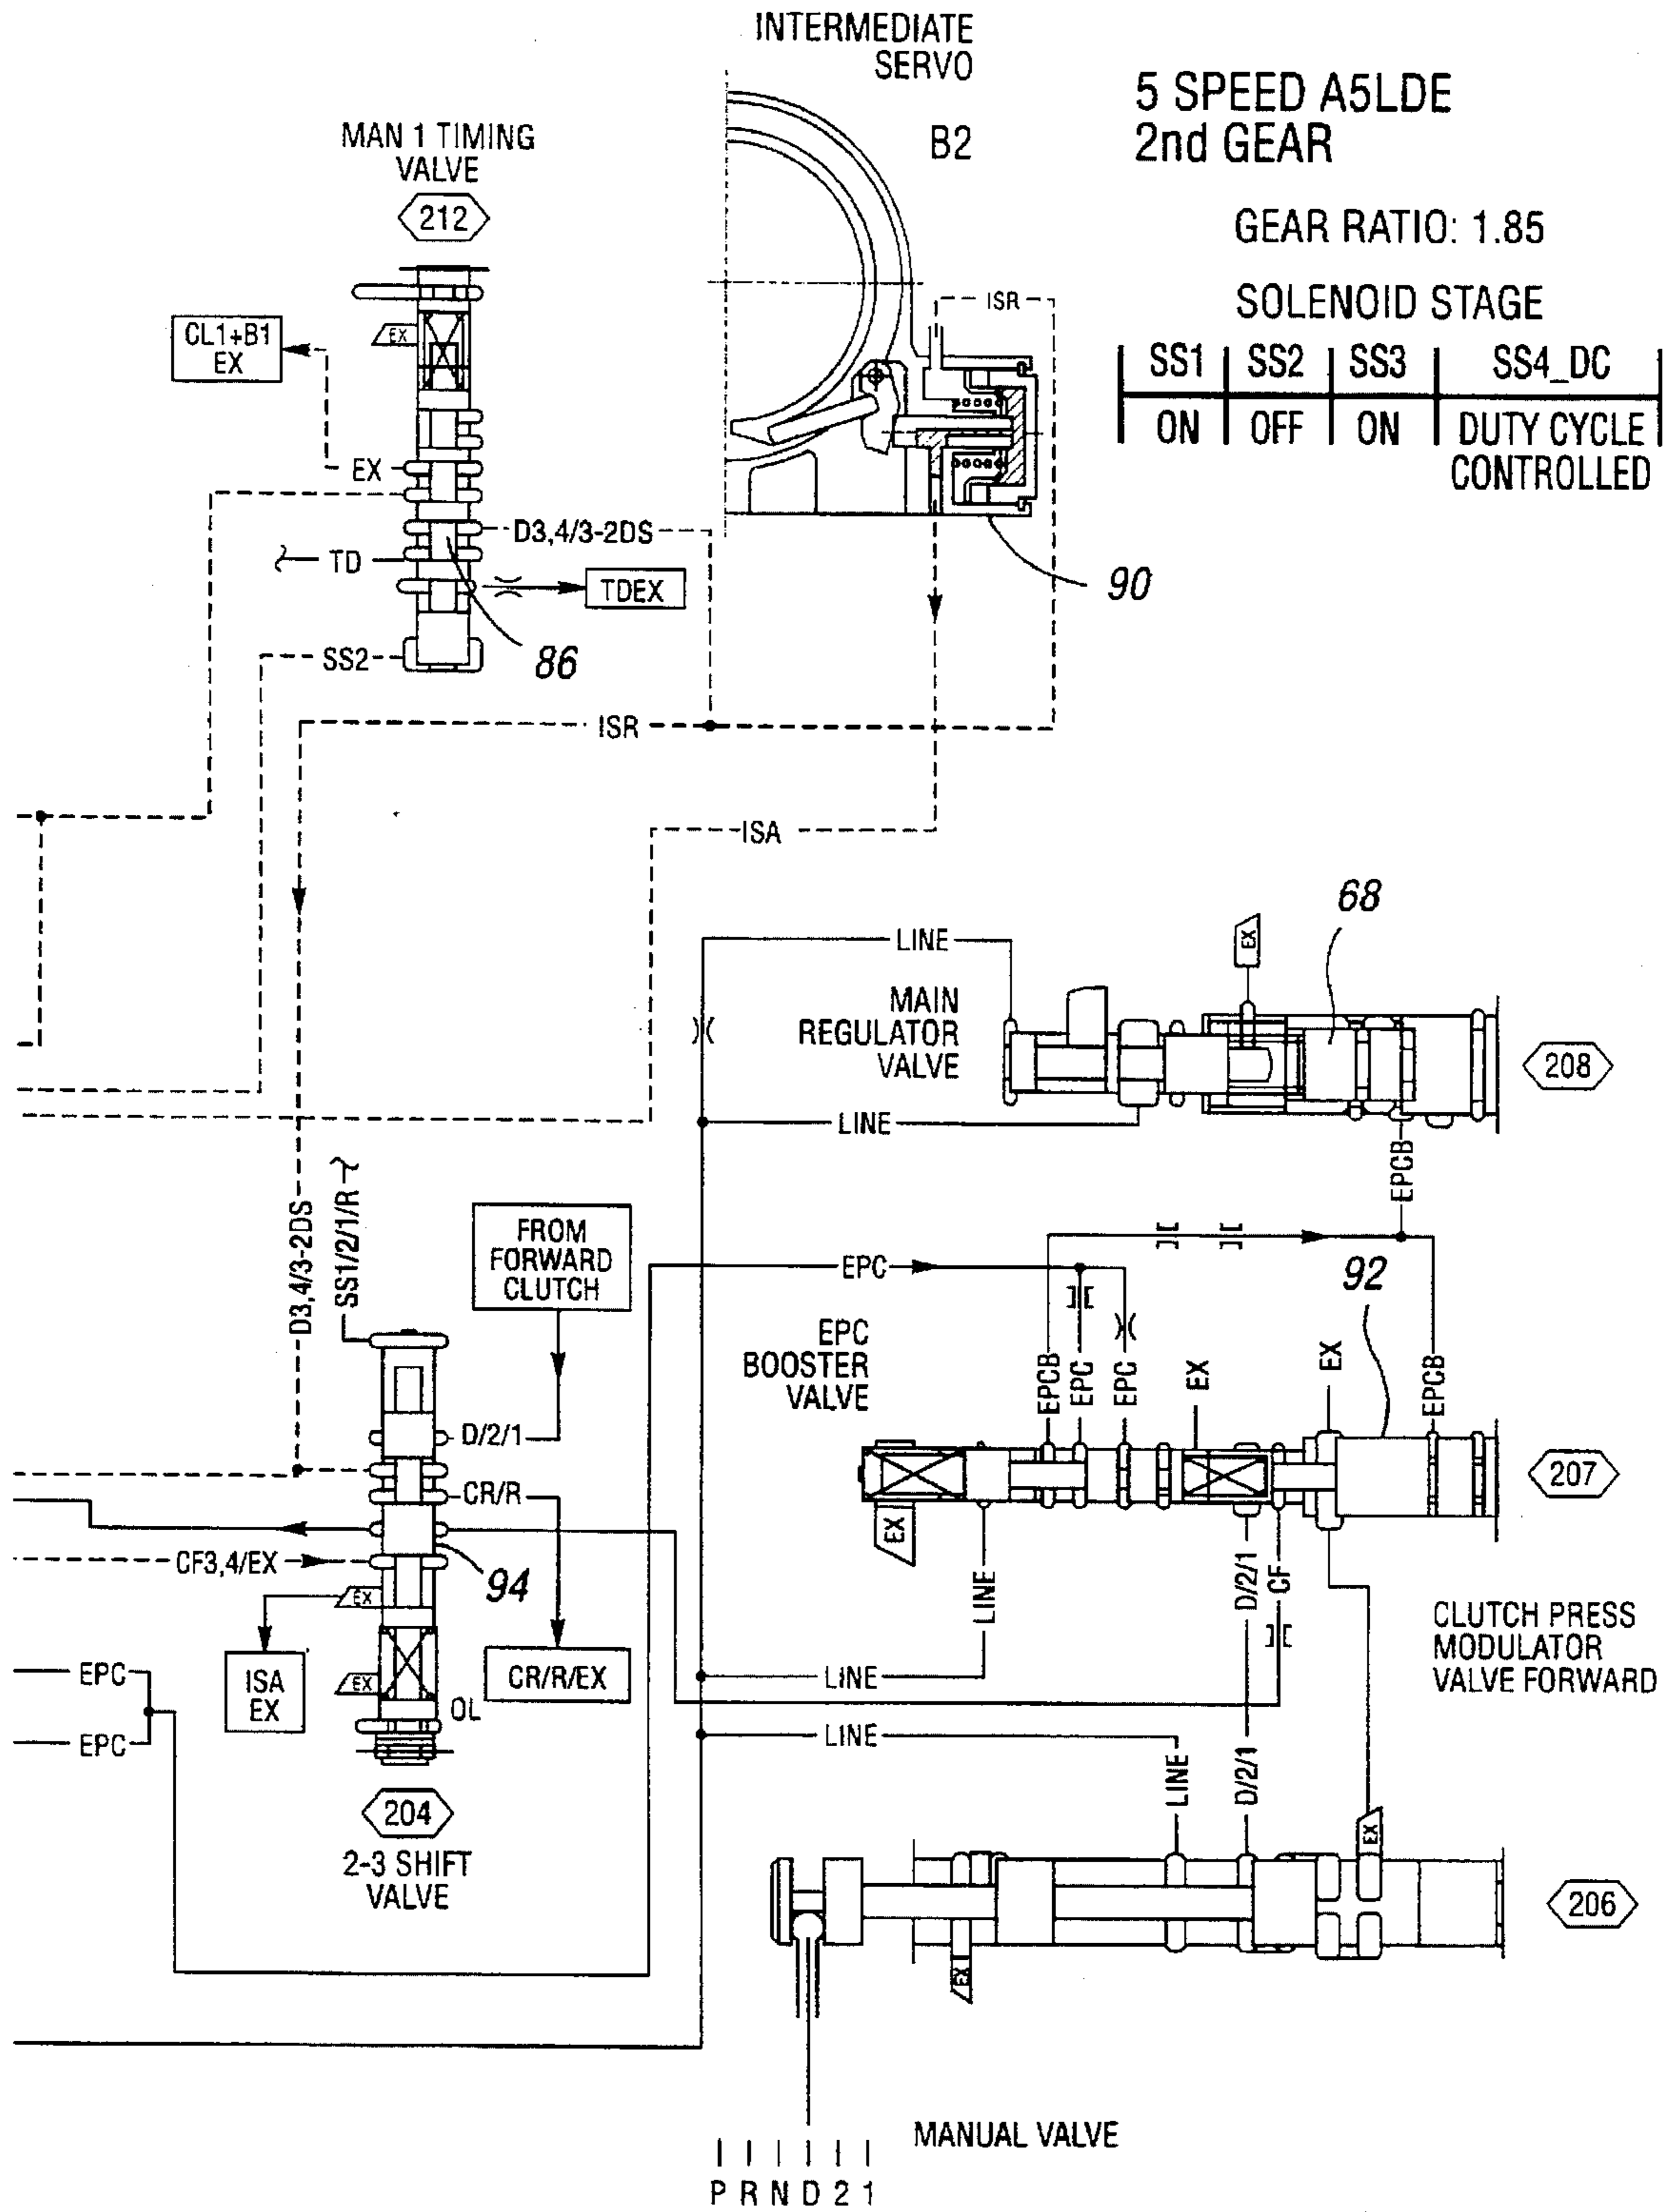 INTERMEDIATE
SERVO
B2
5 SPEED A5LDE
2nd GEAR
GEAR RATIO: 1.85
SOLENOID STAGE
SS1 SS2 SS3 SS4_DC
ON OFF ON DUTY CYCLE
CONTROLLED
MAN 1 TIMING
VALVE
212
CL1+B1
EX
EX
EX
D3,4/3-2DS
TD
TDEX
SS2
86
ISR
90
ISR
ISA
68
LINE
EX
MAIN
REGULATOR
VALVE
208
LINE
EPCB
D3,4/3-2DS
SS1/2/1/R
FROM
FORWARD
CLUTCH
EPC
92
EPC
BOOSTER
VALVE
EPCB
EPC
EPC
EX
EX
EPCB
207
D/2/1
CR/R
CF3,4/EX
94
EX
EX
LINE
D/2/1
CF
CLUTCH PRESS
MODULATOR
VALVE FORWARD
ISA
EX
EX
CR/R/EX
OL
EPC
EPC
LINE
LINE
LINE
D/2/1
EX
204
2-3 SHIFT
VALVE
206
EX
MANUAL VALVE
P R N D 2 1